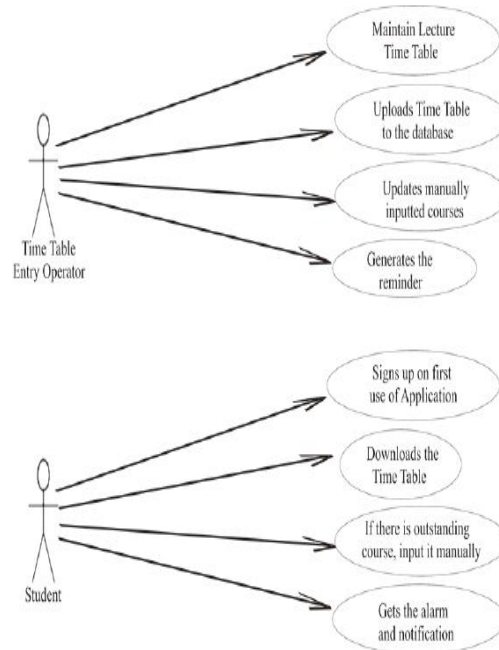 Maintain Lecture
Time Table
Uploads Time Table
to the database
Updates manually
inputted courses
Generates the
reminder
Time Table
Entry Operator
Signs up on first
use of Application
Downloads the
Time Table
If there is outstanding
course, input it manually
Gets the alarm
and notification
Student